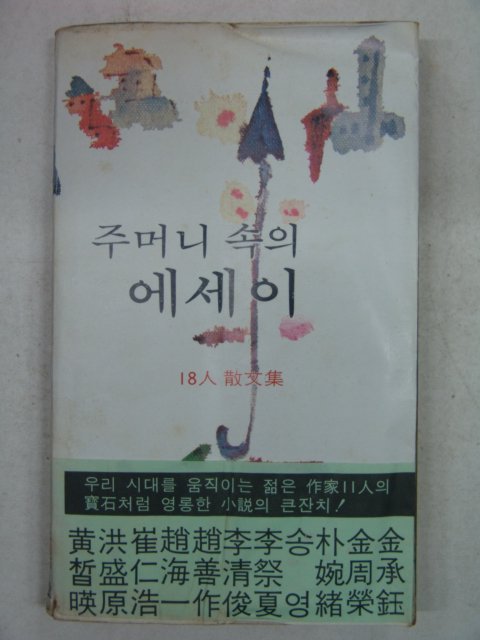 주머니 속의
에세이
18人 散文集
우리 시대를 움직이는 젊은 作家11人의
寶石처럼 영롱한 小説의 큰잔치!
金承鈺
金周榮
朴婉緒
송영
李祭夏
李清俊
趙善作
趙海一
崔仁浩
洪盛原
黄晳暎